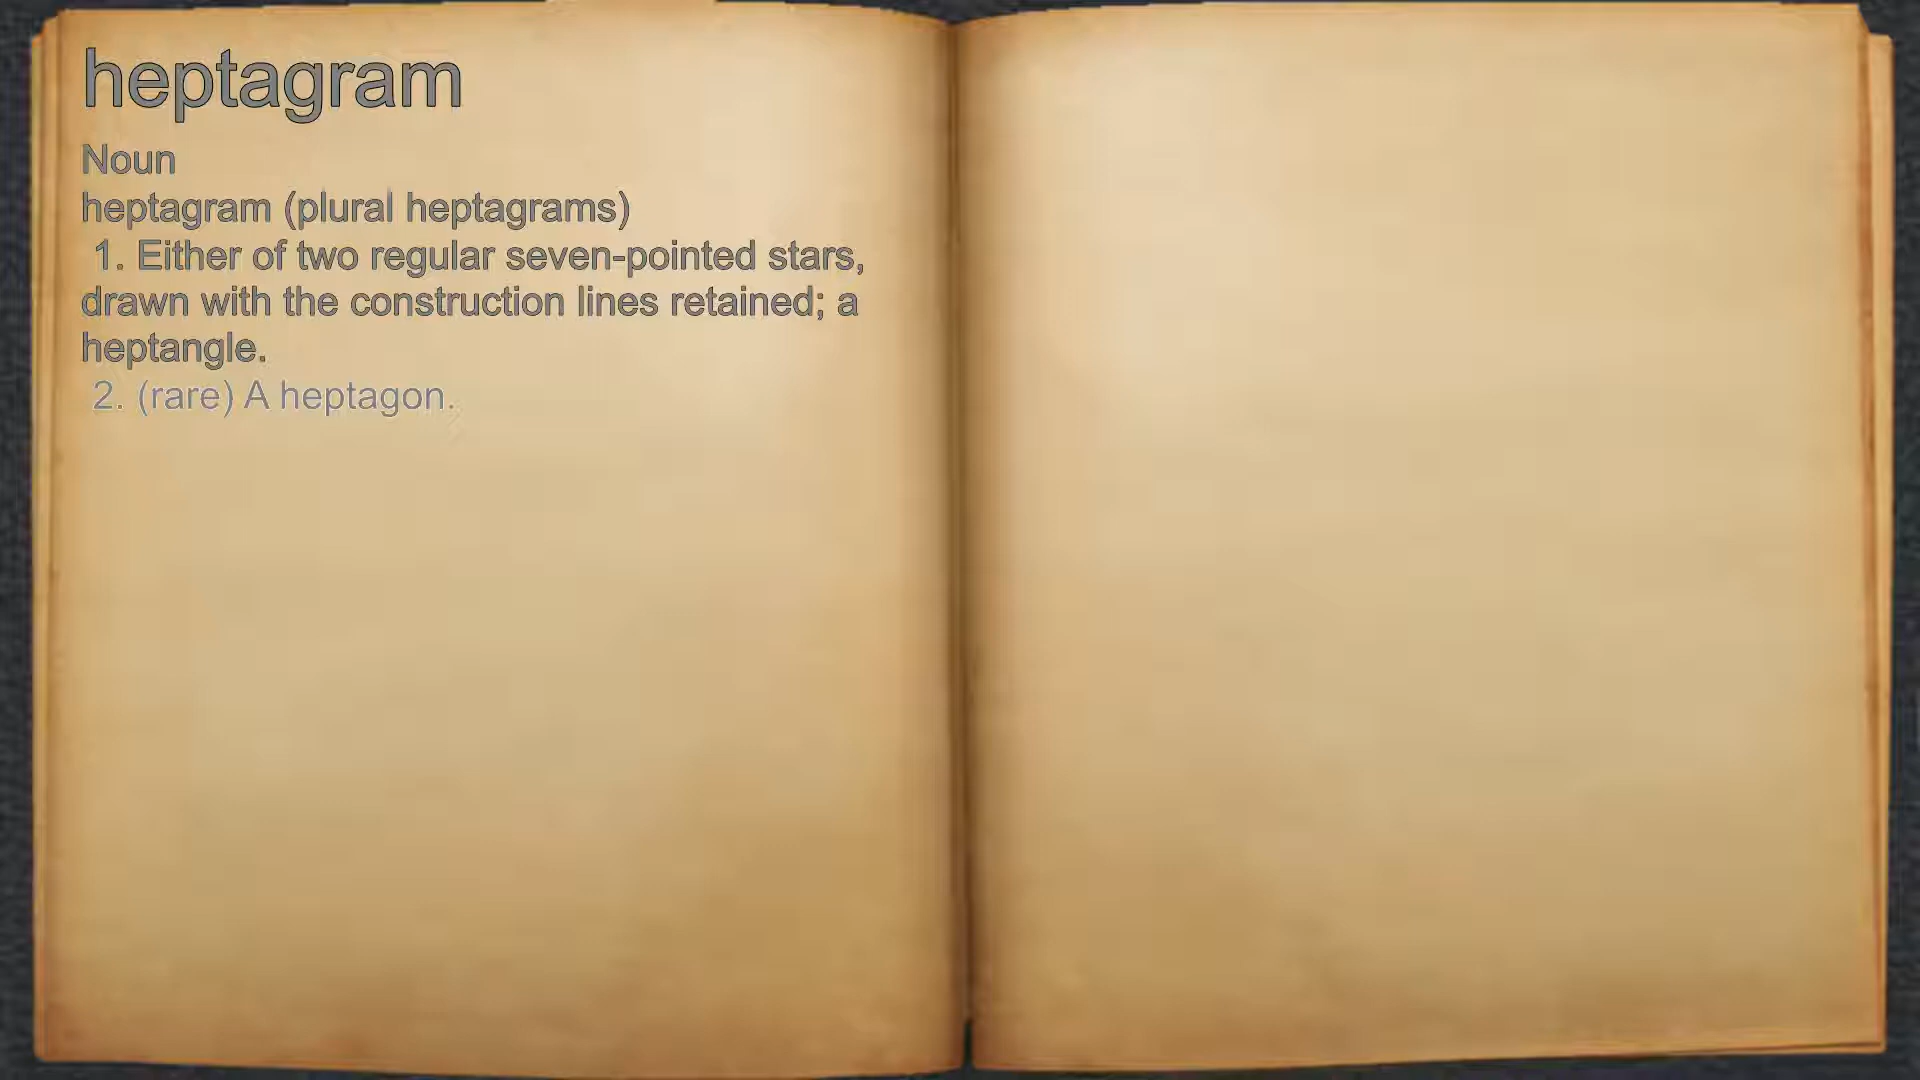 heptagram
Noun
heptagram (plural heptagrams)
1. Either of two regular seven-pointed stars,
drawn with the construction lines retained; a
heptangle.
2. (rare) A heptagon.